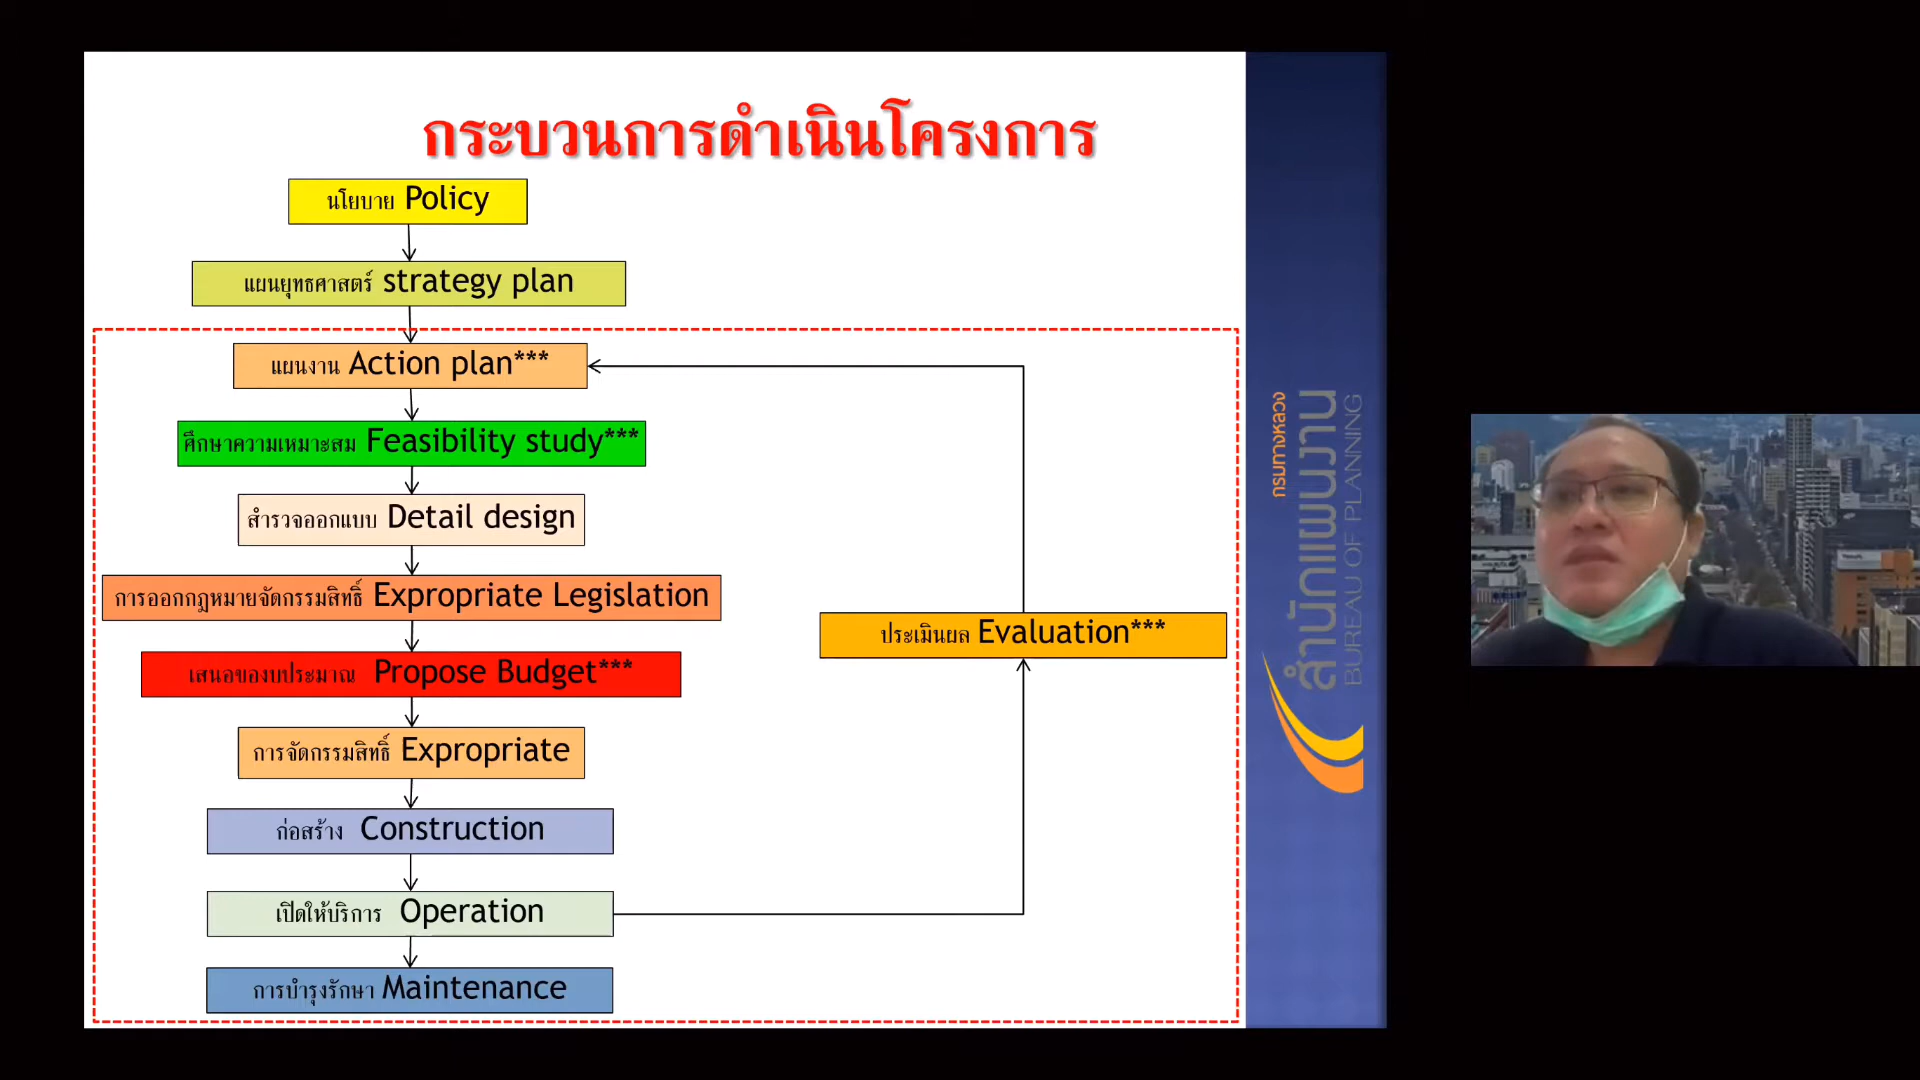 กระบวนการดำเนินโครงการ
นโยบาย Policy
แผนยุทธศาสตร์ strategy plan
แผนงาน Action plan***
ศึกษาความเหมาะสม Feasibility study***
สำรวจออกแบบ Detail design
การออกกฎหมายจัดกรรมสิทธิ์ Expropriate Legislation
เสนอของบประมาณ Propose Budget***
การจัดกรรมสิทธิ์ Expropriate
ก่อสร้าง Construction
เปิดให้บริการ Operation
การบำรุงรักษา Maintenance
ประเมินผล Evaluation***
กรมทางหลวง
สำนักแผนงาน
BUREAU OF PLANNING